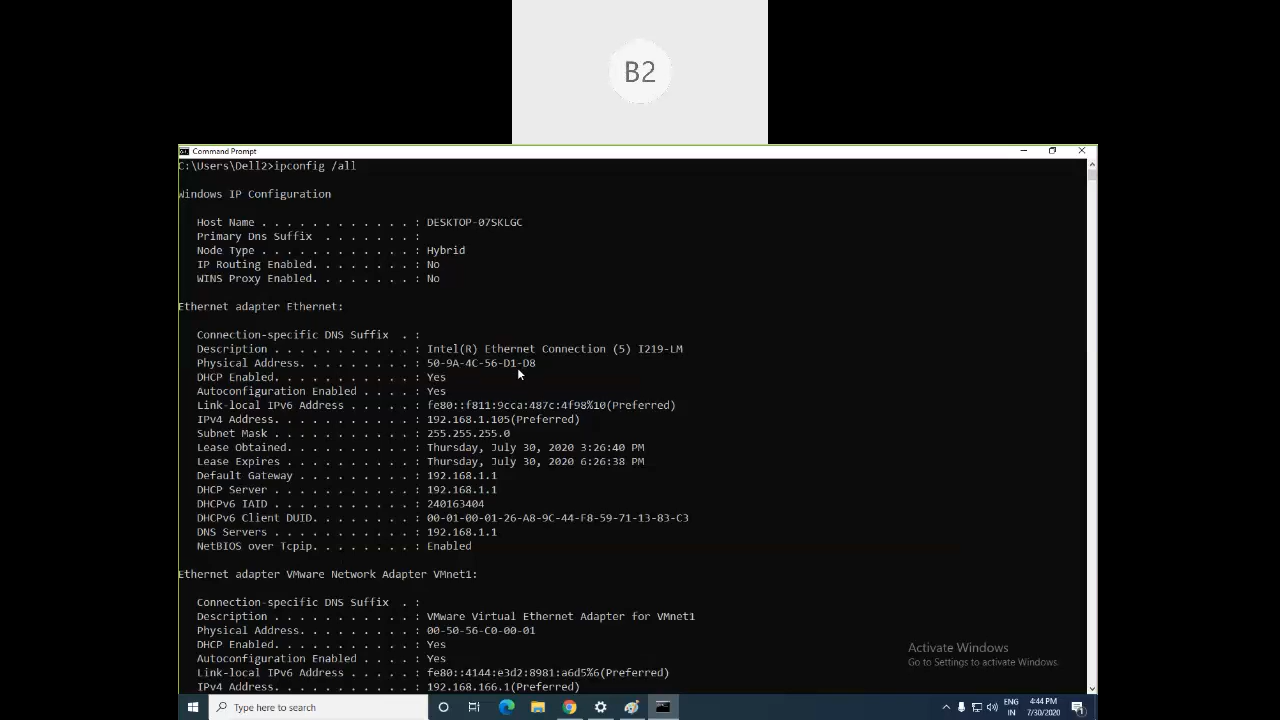 B2
Command Prompt
C:\Users\Dell2>ipconfig /all
Windows IP Configuration
Host Name . . . . . . . . . . . . : DESKTOP-07SKLGC
Primary Dns Suffix  . . . . . . . :
Node Type . . . . . . . . . . . . : Hybrid
IP Routing Enabled. . . . . . . . : No
WINS Proxy Enabled. . . . . . . . : No
Ethernet adapter Ethernet:
Connection-specific DNS Suffix  . :
Description . . . . . . . . . . . : Intel(R) Ethernet Connection (5) I219-LM
Physical Address. . . . . . . . . : 50-9A-4C-56-D1-D8
DHCP Enabled. . . . . . . . . . . : Yes
Autoconfiguration Enabled . . . . : Yes
Link-local IPv6 Address . . . . . : fe80::f811:9cca:487c:4f98%10(Preferred)
IPv4 Address. . . . . . . . . . . : 192.168.1.105(Preferred)
Subnet Mask . . . . . . . . . . . : 255.255.255.0
Lease Obtained. . . . . . . . . . : Thursday, July 30, 2020 3:26:40 PM
Lease Expires . . . . . . . . . . : Thursday, July 30, 2020 6:26:38 PM
Default Gateway . . . . . . . . . : 192.168.1.1
DHCP Server . . . . . . . . . . . : 192.168.1.1
DHCPv6 IAID . . . . . . . . . . . : 240163404
DHCPv6 Client DUID. . . . . . . . : 00-01-00-01-26-A8-9C-44-F8-59-71-13-83-C3
DNS Servers . . . . . . . . . . . : 192.168.1.1
NetBIOS over Tcpip. . . . . . . . : Enabled
Ethernet adapter VMware Network Adapter VMnet1:
Connection-specific DNS Suffix  . :
Description . . . . . . . . . . . : VMware Virtual Ethernet Adapter for VMnet1
Physical Address. . . . . . . . . : 00-50-56-C0-00-01
DHCP Enabled. . . . . . . . . . . : Yes
Autoconfiguration Enabled . . . . : Yes
Link-local IPv6 Address . . . . . : fe80::4144:e3d2:8981:a6d5%6(Preferred)
IPv4 Address. . . . . . . . . . . : 192.168.166.1(Preferred)
Activate Windows
Go to Settings to activate Windows.
Type here to search
ENG
IN
4:44 PM
7/30/2020
1